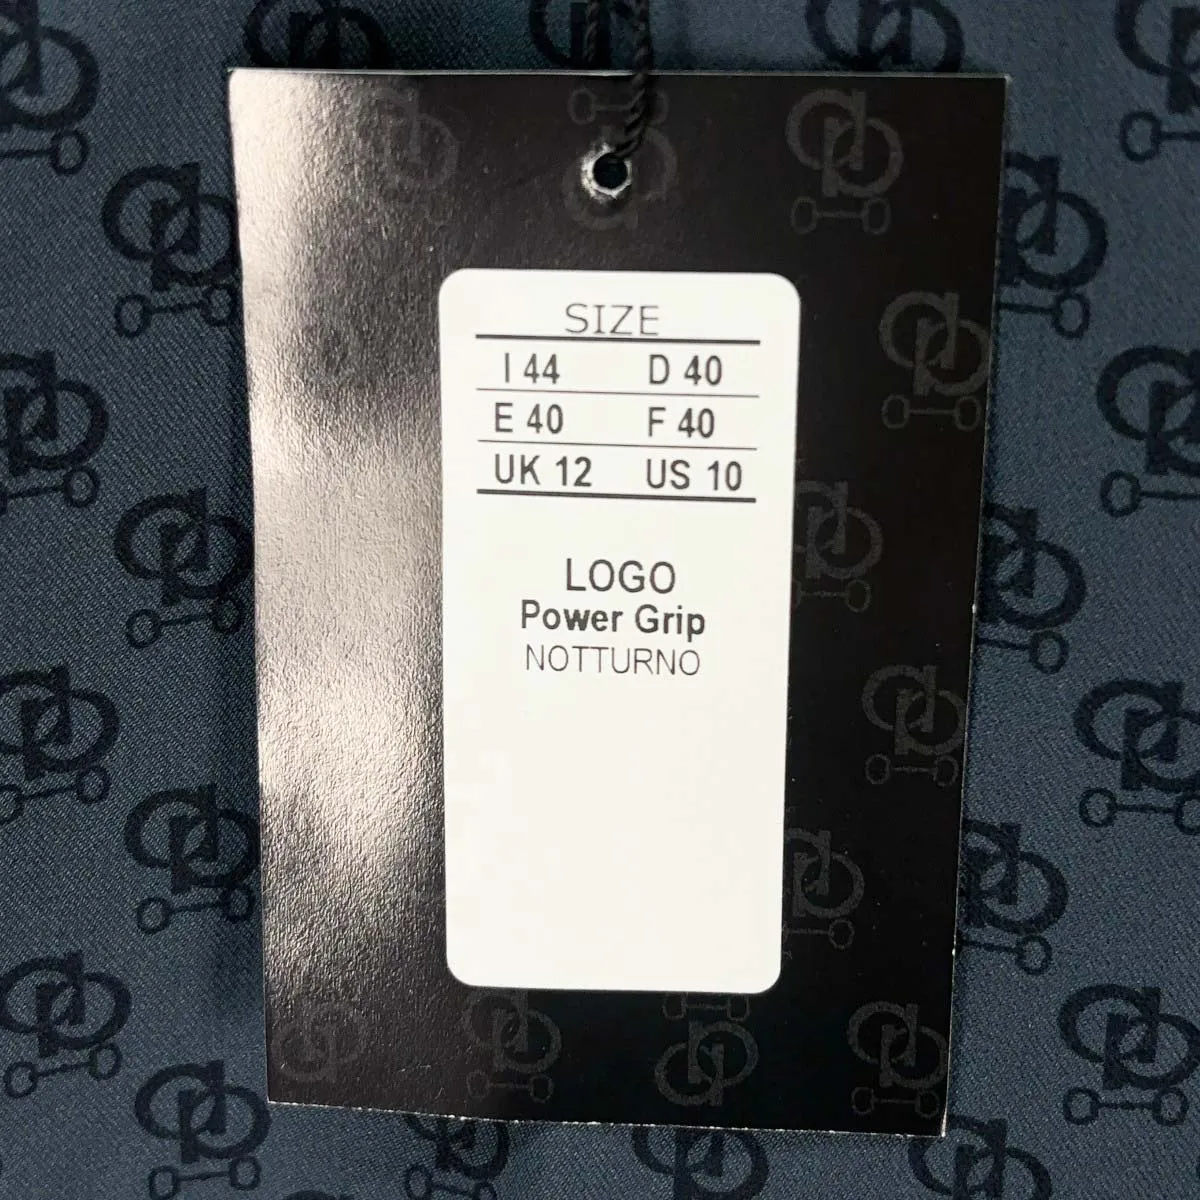 SIZE
I 44 D 40
E 40 F 40
UK 12 US 10
LOGO
Power Grip
NOTTURNO